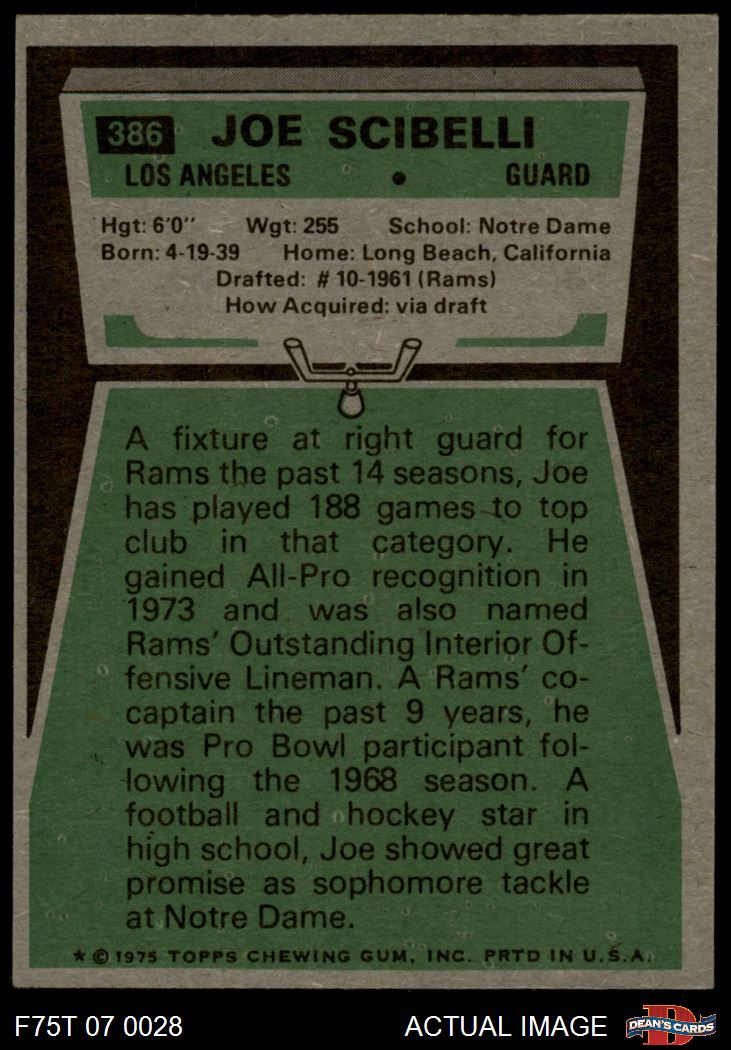 386 JOE SCIBELLI
LOS ANGELES • GUARD
Hgt: 6'0" Wgt: 255 School: Notre Dame
Born: 4-19-39 Home: Long Beach, California
Drafted: # 10-1961 (Rams)
How Acquired: via draft
A fixture at right guard for
Rams the past 14 seasons, Joe
has played 188 games to top
club in that category. He
gained All-Pro recognition in
1973 and was also named
Rams' Outstanding Interior Of-
fensive Lineman. A Rams' co-
captain the past 9 years, he
was Pro Bowl participant fol-
lowing the 1968 season. A
football and hockey star in
high school, Joe showed great
promise as sophomore tackle
at Notre Dame.
* © 1975 TOPPS CHEWING GUM, INC. PRTD IN U.S.A.
F75T 07 0028 ACTUAL IMAGE D DEAN'S CARDS